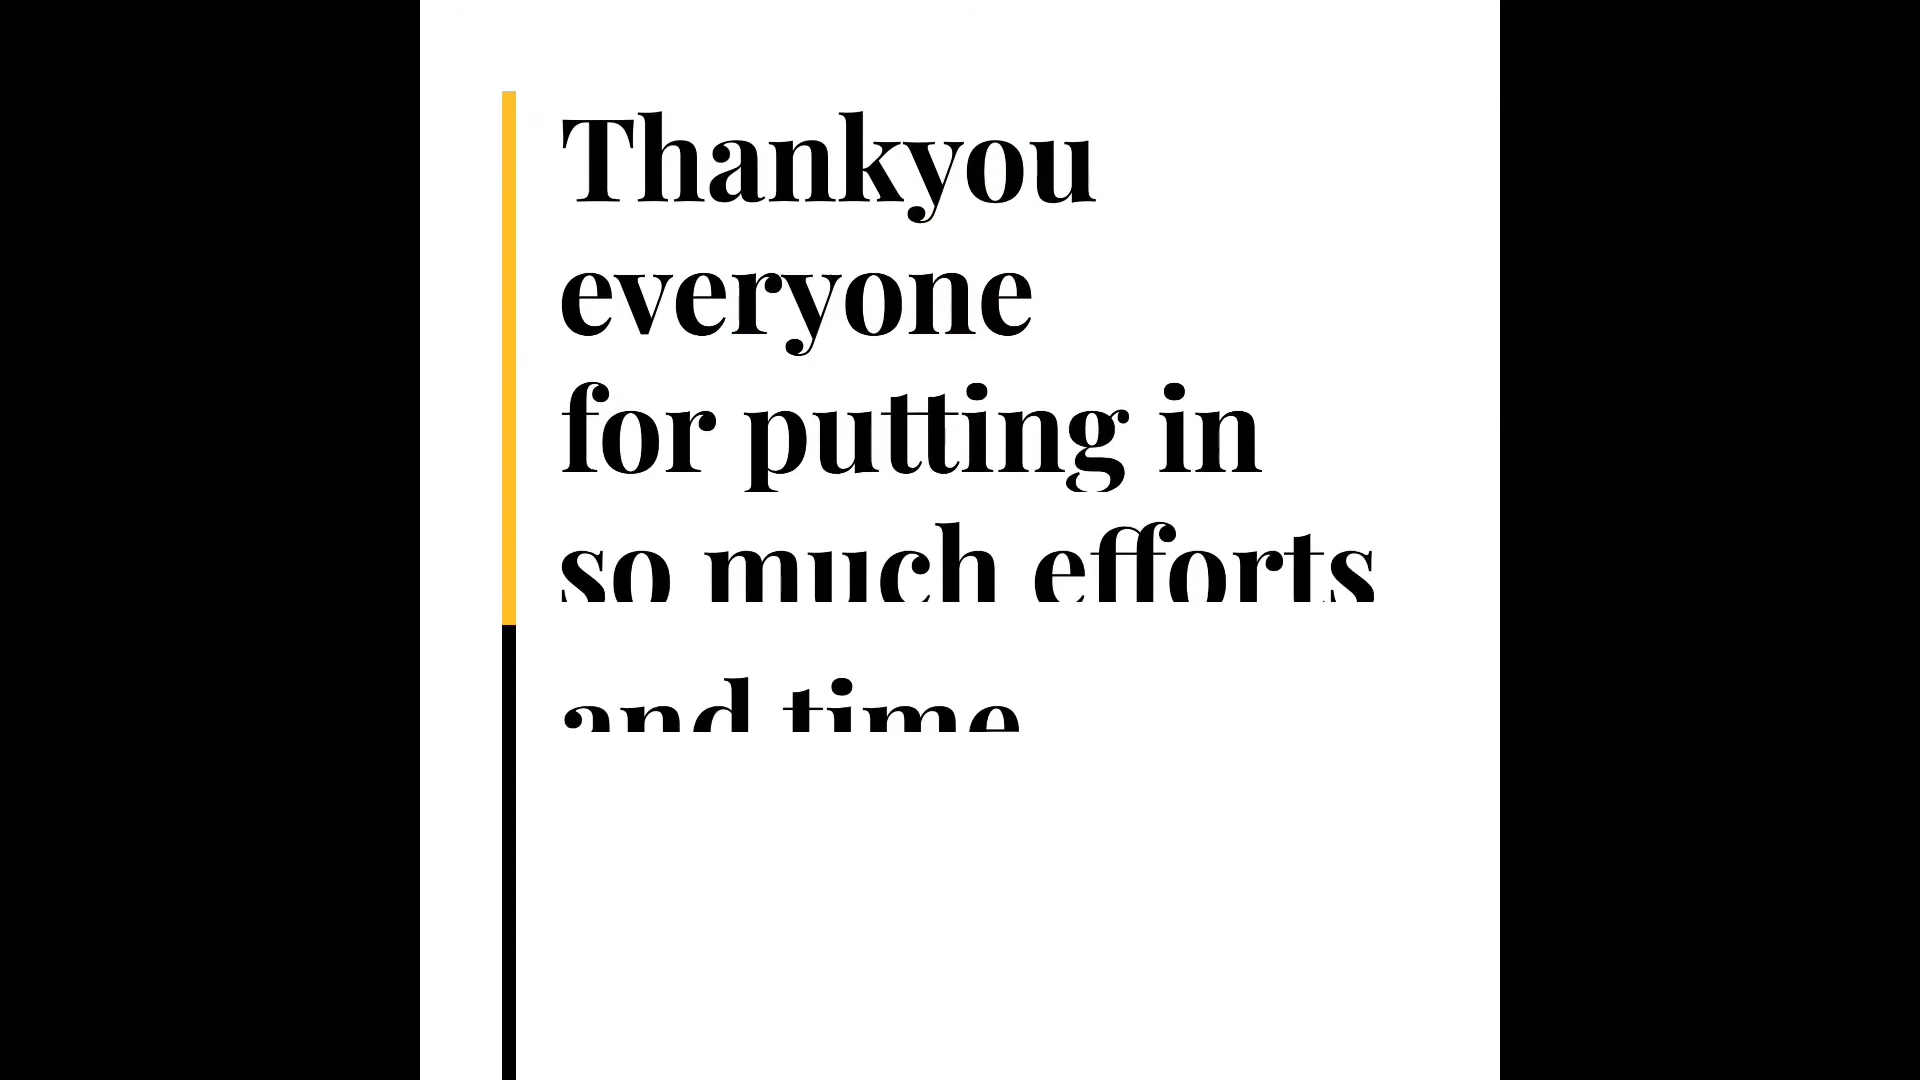 Thankyou
everyone
for putting in
so much efforts
and time